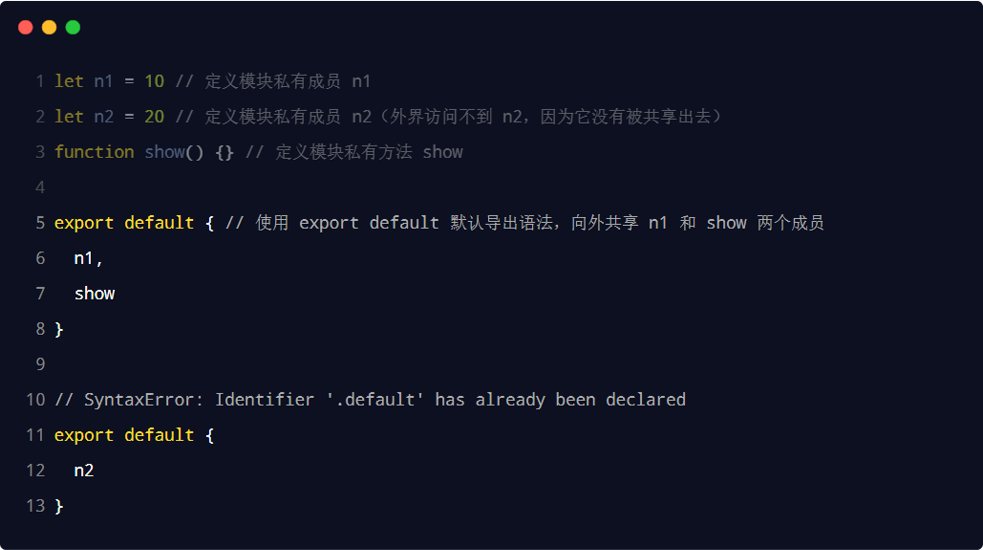 1 let n1 = 10 // 定义模块私有成员 n1
2 let n2 = 20 // 定义模块私有成员 n2（外界访问不到 n2，因为它没有被共享出去）
3 function show() {} // 定义模块私有方法 show
4
5 export default { // 使用 export default 默认导出语法，向外共享 n1 和 show 两个成员
6   n1,
7   show
8 }
9
10 // SyntaxError: Identifier '.default' has already been declared
11 export default {
12   n2
13 }